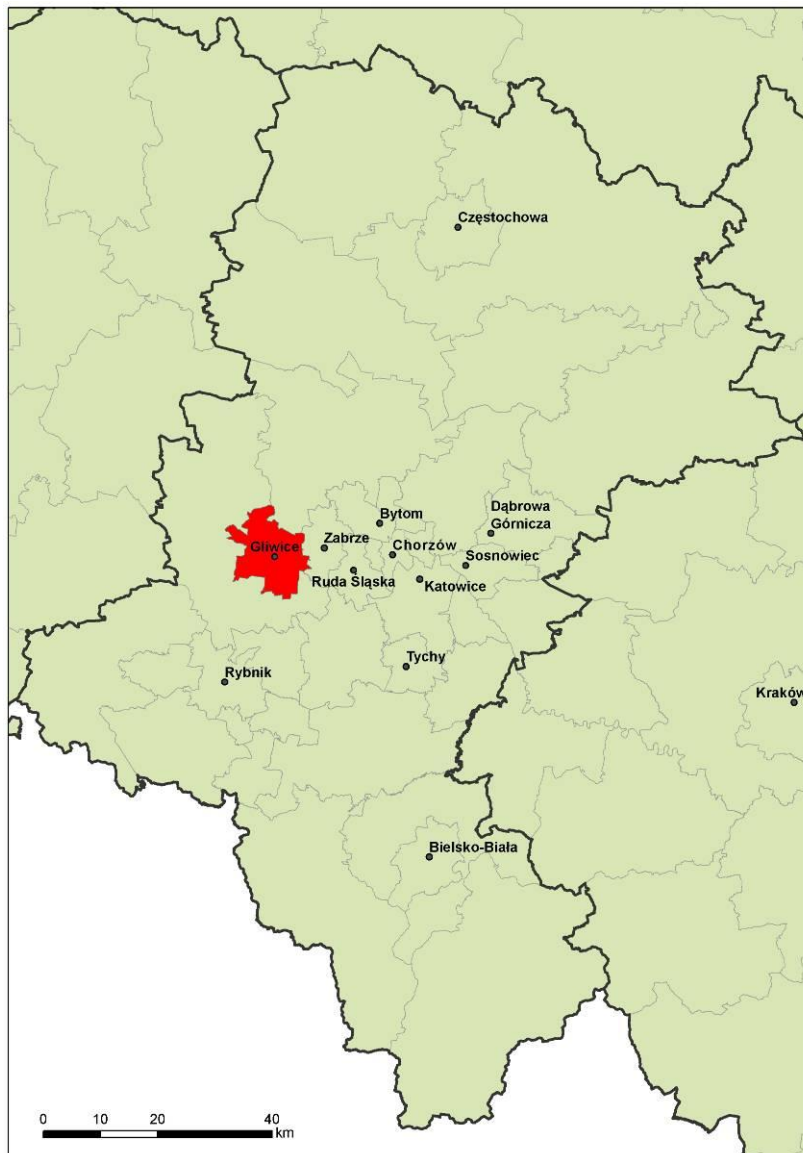 Częstochowa
Bytom
Dąbrowa
Górnicza
Gliwice
Zabrze
Chorzów
Sosnowiec
Ruda Śląska
Katowice
Rybnik
Tychy
Kraków
Bielsko-Biała
0 10 20 40
km